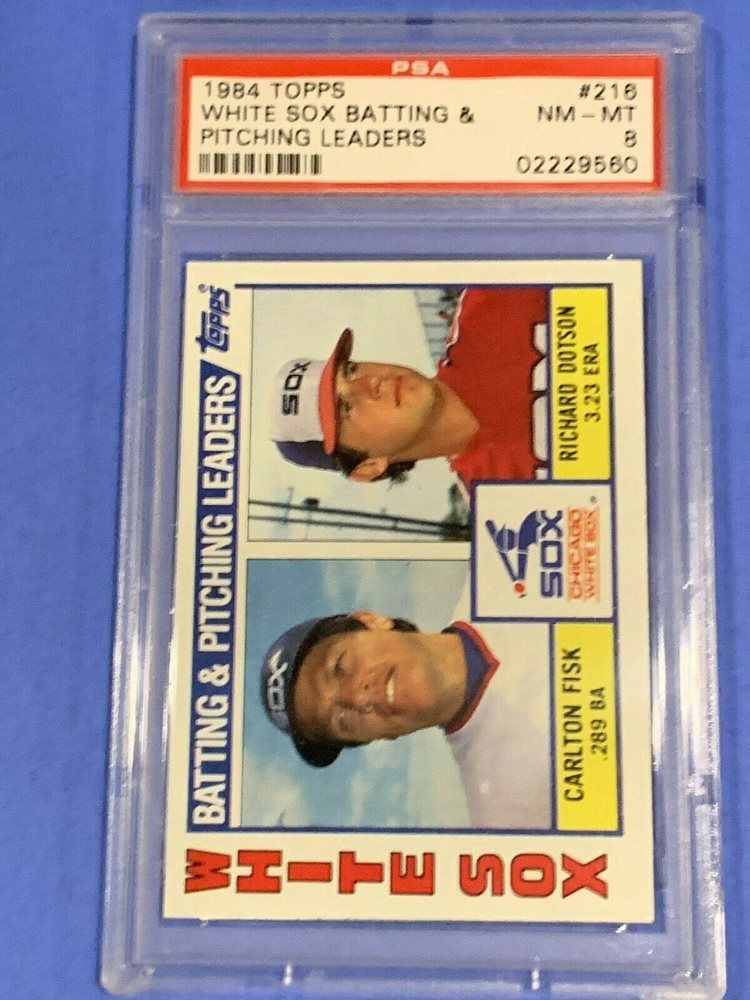 PSA
1984 TOPPS #216
WHITE SOX BATTING & NM - MT
PITCHING LEADERS 8
02229560
WHITE SOX
BATTING & PITCHING LEADERS
Topps®
SOX
SOX
CARLTON FISK
.289 BA
SOX
CHICAGO
WHITE SOX ®
RICHARD DOTSON
3.23 ERA